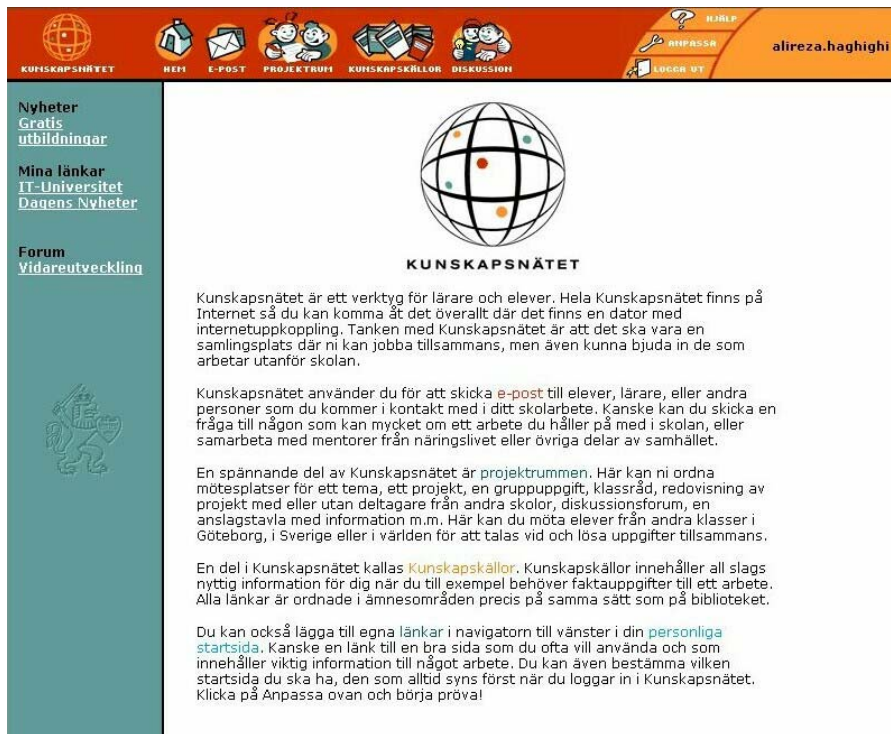 KUNSKAPSNÄTET
HEM
E-POST
PROJEKTRUM
KUNSKAPSKÄLLOR
DISKUSSION
HJÄLP
ANPASSA
LOGGA UT
alireza.haghighi
Nyheter
Gratis
utbildningar
Mina länkar
IT-Universitet
Dagens Nyheter
Forum
Vidareutveckling
KUNSKAPSNÄTET
Kunskapsnätet är ett verktyg för lärare och elever. Hela Kunskapsnätet finns på
Internet så du kan komma åt det överallt där det finns en dator med
internetuppkoppling. Tanken med Kunskapsnätet är att det ska vara en
samlingsplats där ni kan jobba tillsammans, men även kunna bjuda in de som
arbetar utanför skolan.
Kunskapsnätet använder du för att skicka e-post till elever, lärare, eller andra
personer som du kommer i kontakt med i ditt skolarbete. Kanske kan du skicka en
fråga till någon som kan mycket om ett arbete du håller på med i skolan, eller
samarbeta med mentorer från näringslivet eller övriga delar av samhället.
En spännande del av Kunskapsnätet är projektrummen. Här kan ni ordna
mötesplatser för ett tema, ett projekt, en gruppuppgift, klassråd, redovisning av
projekt med eller utan deltagare från andra skolor, diskussionsforum, en
anslagstavla med information m.m. Här kan du möta elever från andra klasser i
Göteborg, i Sverige eller i världen för att talas vid och lösa uppgifter tillsammans.
En del i Kunskapsnätet kallas Kunskapskällor. Kunskapskällor innehåller all slags
nyttig information för dig när du till exempel behöver faktauppgifter till ett arbete.
Alla länkar är ordnade i ämnesområden precis på samma sätt som på biblioteket.
Du kan också lägga till egna länkar i navigatorn till vänster i din personliga
startsida. Kanske en länk till en bra sida som du ofta vill använda och som
innehåller viktig information till något arbete. Du kan även bestämma vilken
startsida du ska ha, den som alltid syns först när du loggar in i Kunskapsnätet.
Klicka på Anpassa ovan och börja pröva!